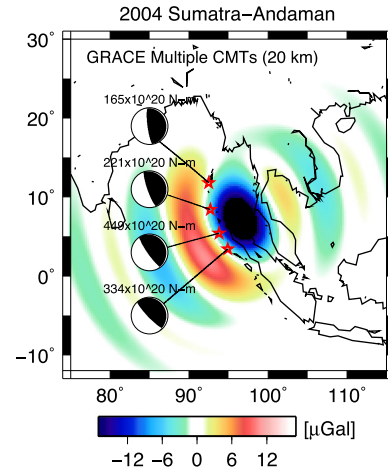 2004 Sumatra−Andaman
30˚
GRACE Multiple CMTs (20 km)
165x10^20 N−m
20˚
221x10^20 N−m
10˚
449x10^20 N−m
0˚
334x10^20 N−m
−10˚
80˚ 90˚ 100˚ 110˚
[μGal]
−12 −6 0 6 12